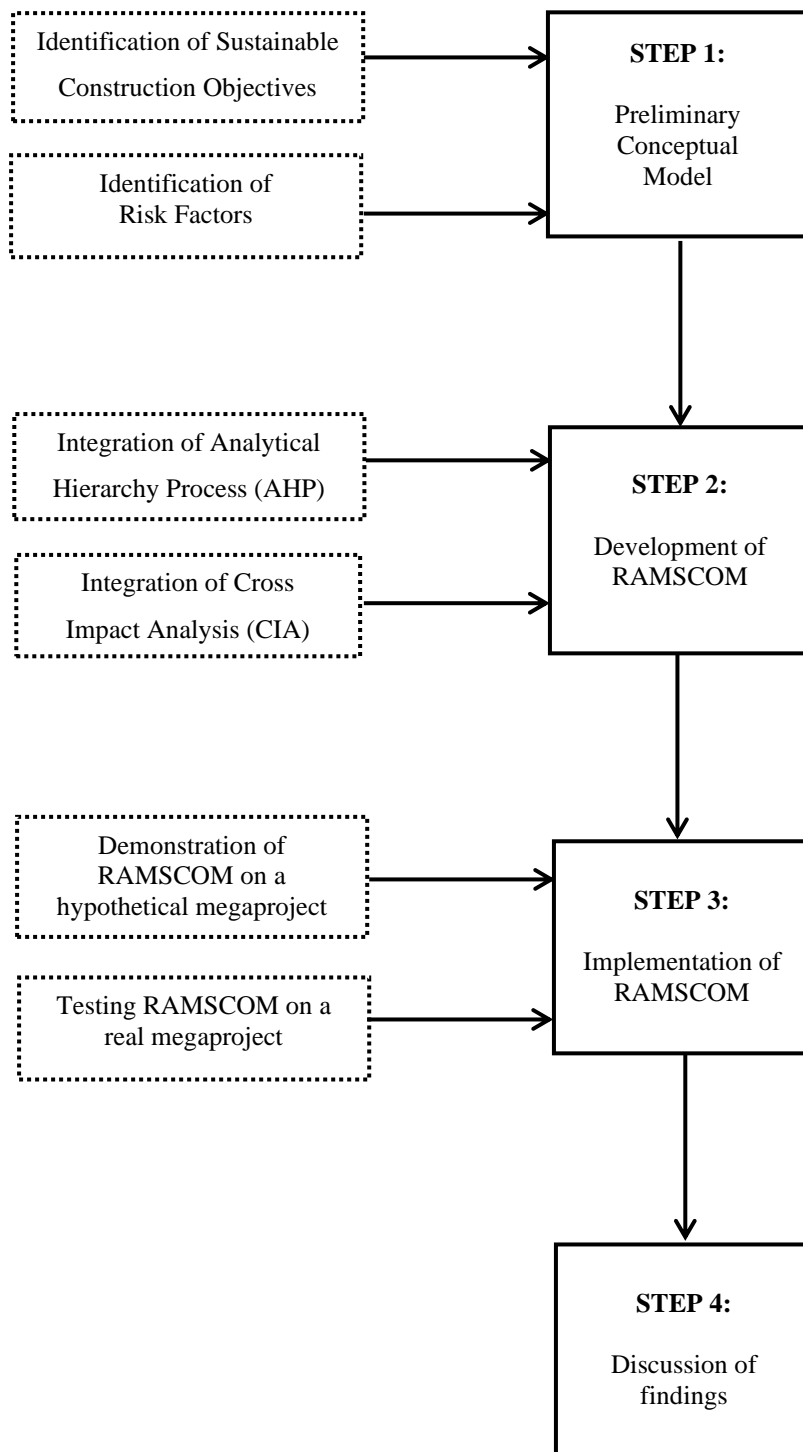 Identification of Sustainable
Construction Objectives
STEP 1:
Preliminary
Conceptual
Model
Identification of
Risk Factors
Integration of Analytical
Hierarchy Process (AHP)
STEP 2:
Development of
RAMSCOM
Integration of Cross
Impact Analysis (CIA)
Demonstration of
RAMSCOM on a
hypothetical megaproject
STEP 3:
Implementation of
RAMSCOM
Testing RAMSCOM on a
real megaproject
STEP 4:
Discussion of
findings